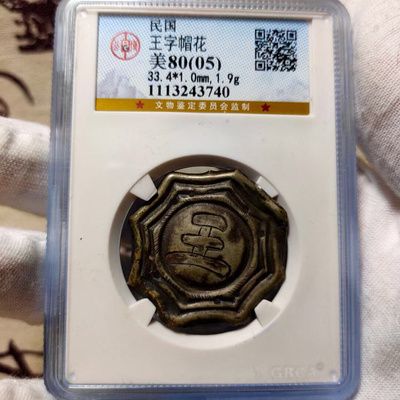 民国
王字帽花
美80(05)
33.4*1.0mm,1.9g
1113243740
文物鉴定委员会监制
王
GBCA®